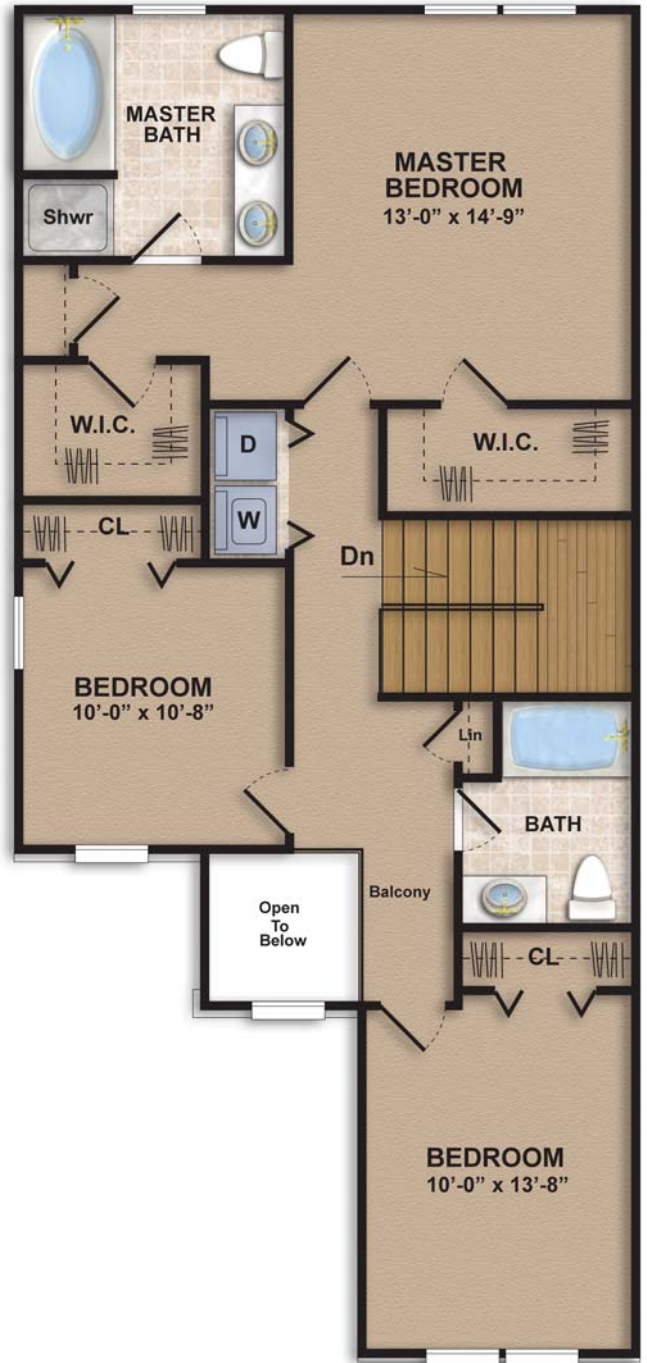 MASTER
BATH
MASTER
BEDROOM
13’-0” x 14’-9”
Shwr
W.I.C.
D
W.I.C.
W
CL
Dn
BEDROOM
10’-0” x 10’-8”
Lin
BATH
Balcony
Open
To
Below
CL
BEDROOM
10’-0” x 13’-8”